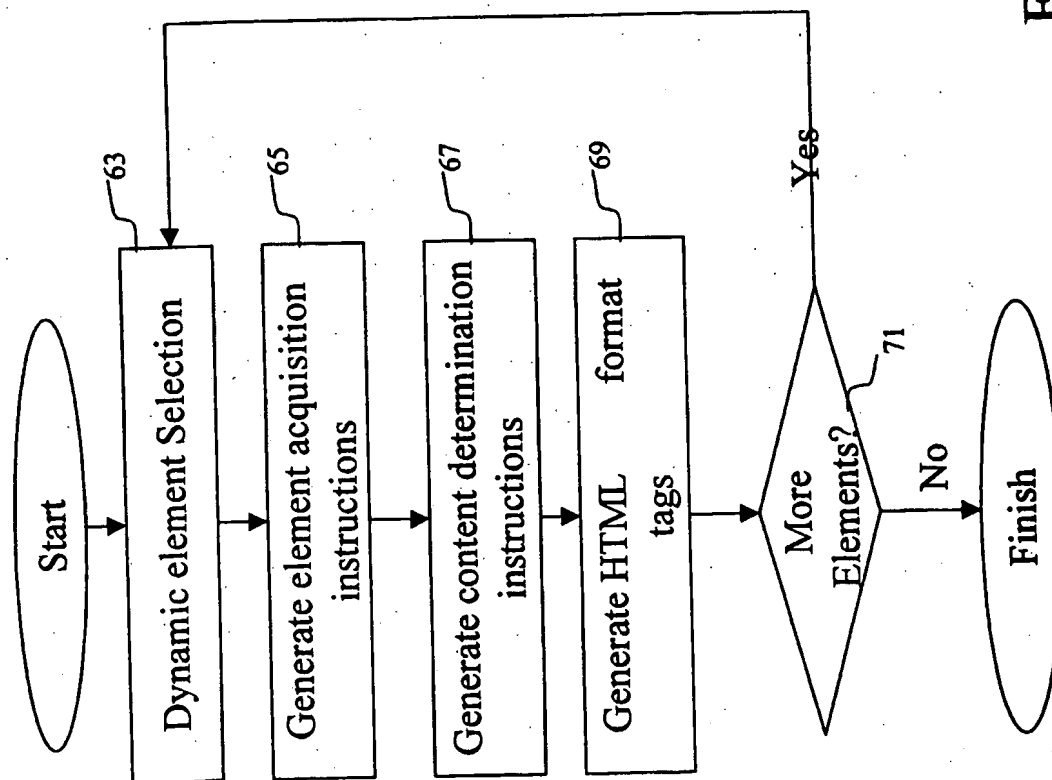 Start
63
Dynamic element Selection
65
Generate element acquisition
instructions
67
Generate content determination
instructions
69
Generate HTML format
tags
More
Elements?
71
Yes
No
Finish